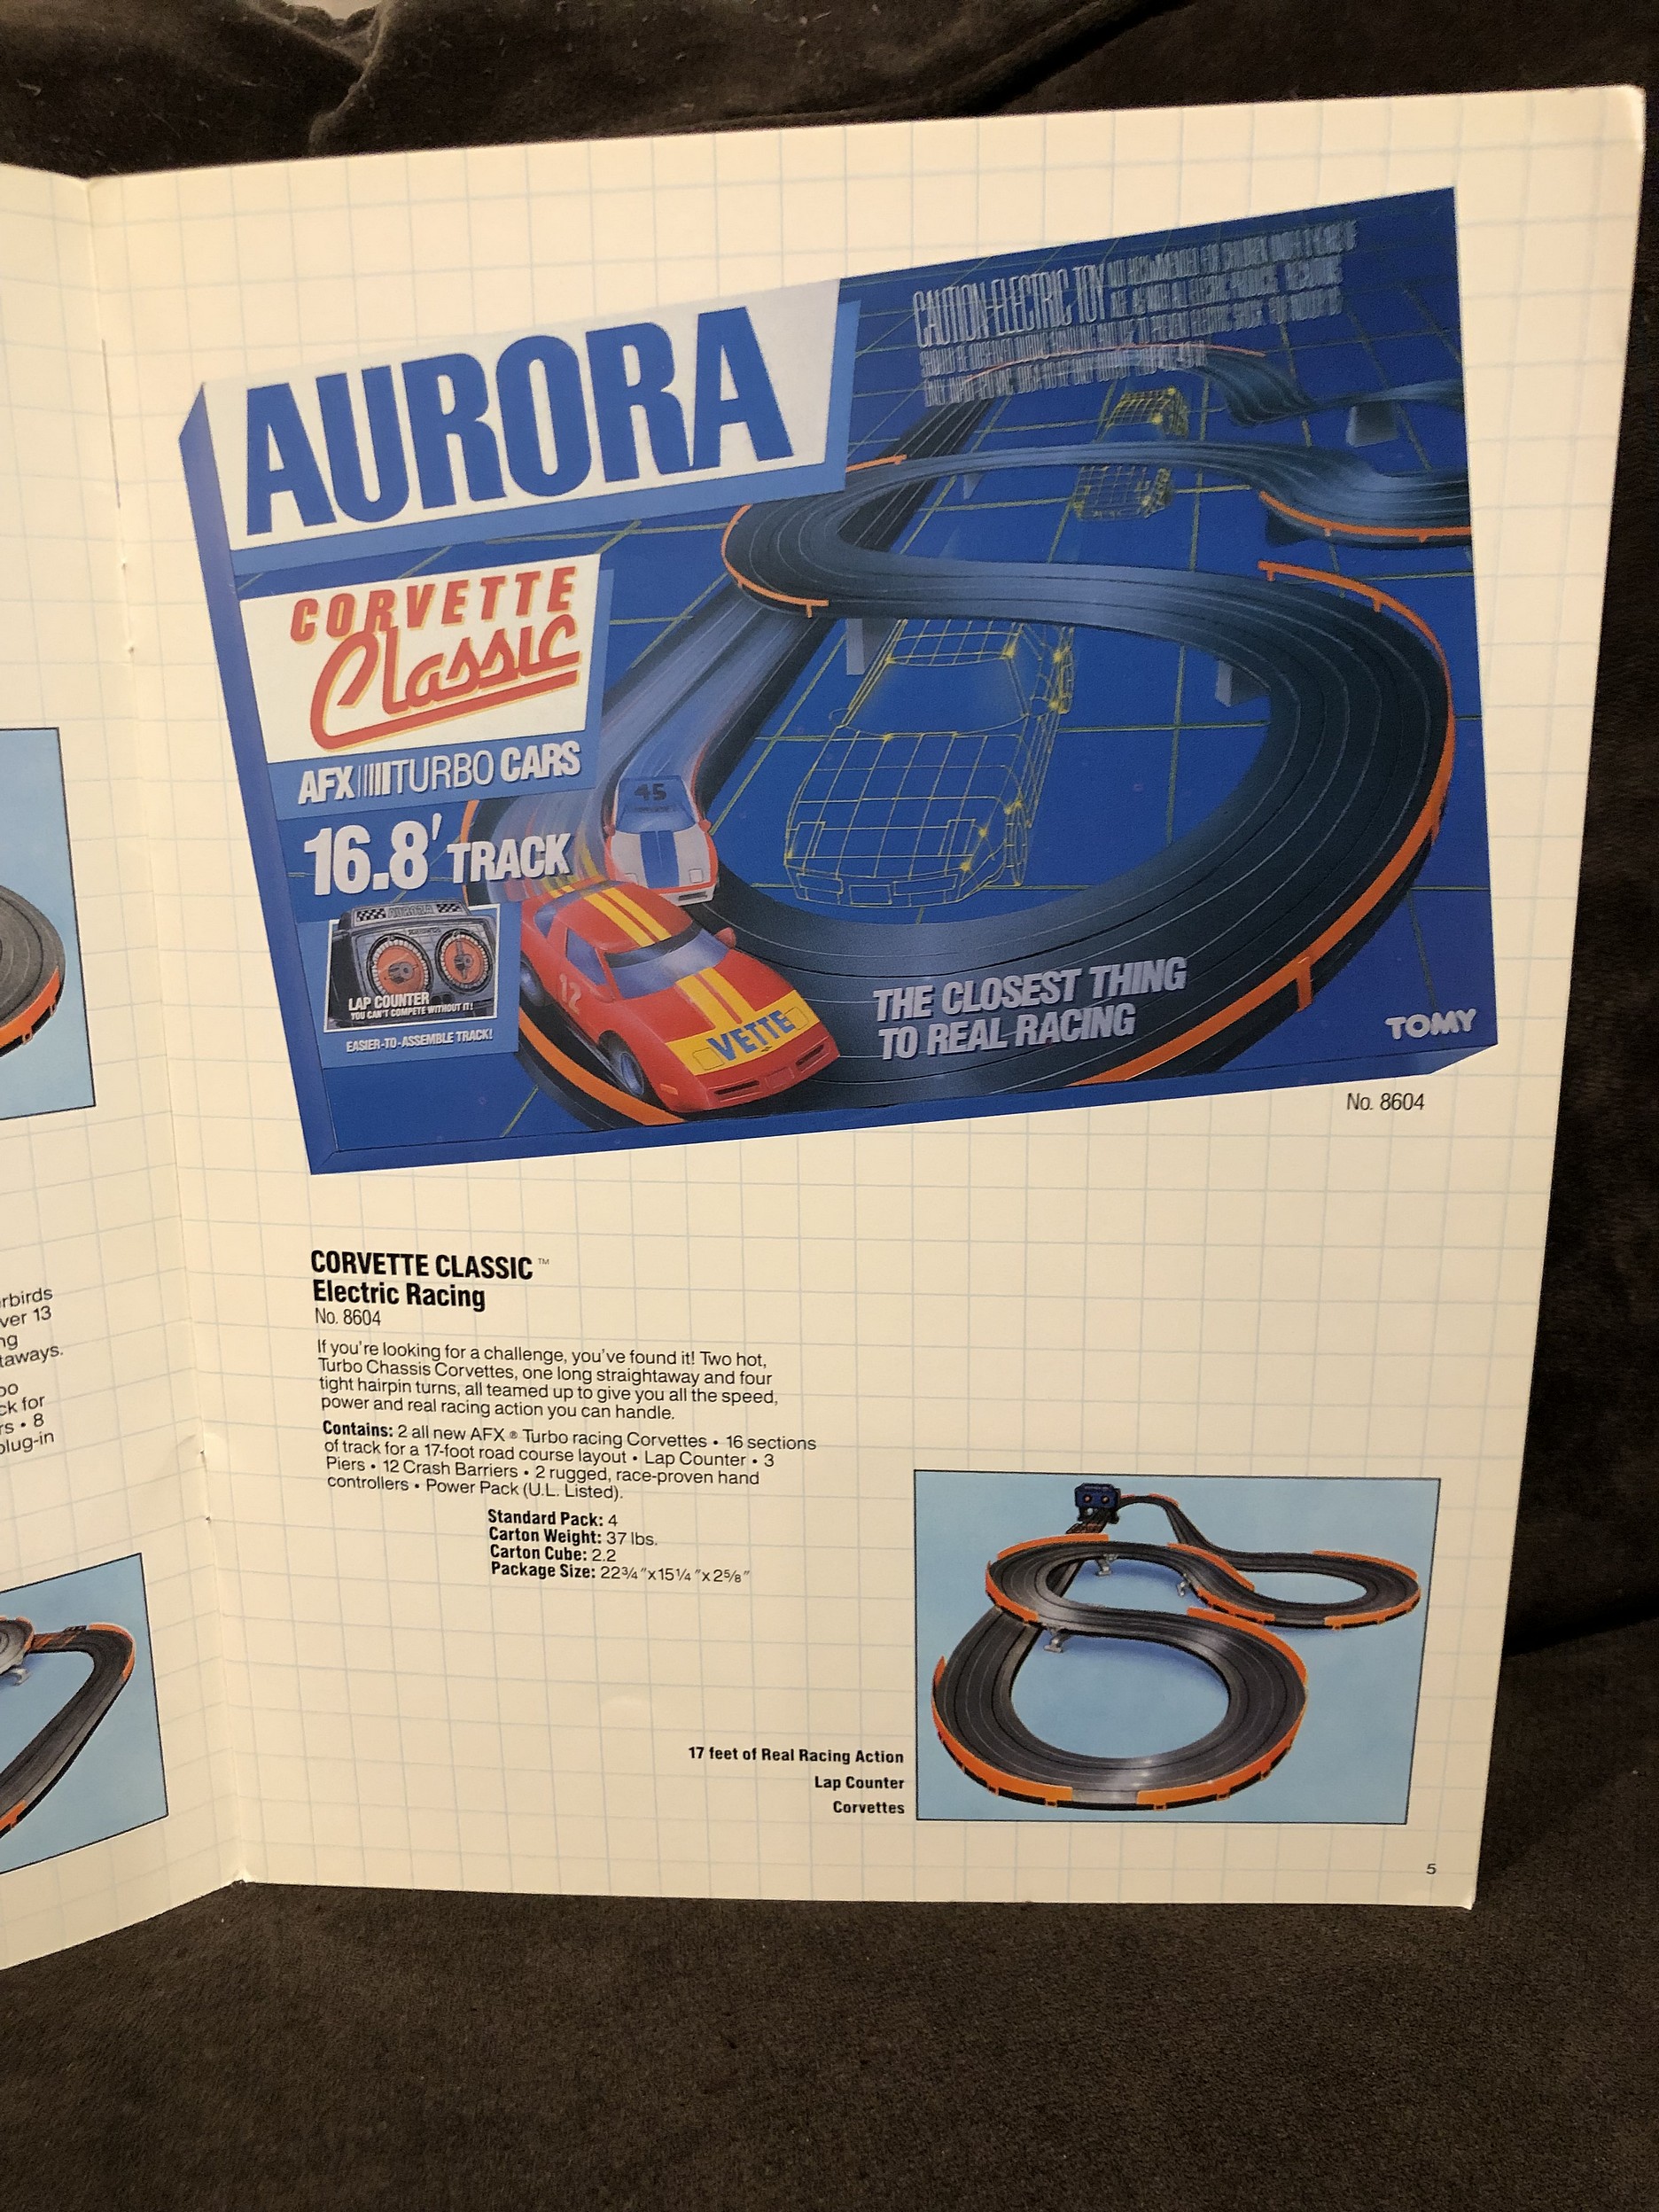 AURORA
CAUTION-ELECTRIC TOY
CORVETTE
Classic
AFX TURBO CARS
16.8' TRACK
AURORA
LAP COUNTER
YOU CAN'T COMPETE WITHOUT IT!
EASIER-TO-ASSEMBLE TRACK!
45
12
VETTE
THE CLOSEST THING
TO REAL RACING
TOMY
No. 8604
CORVETTE CLASSIC™
Electric Racing
No. 8604
If you're looking for a challenge, you've found it! Two hot,
Turbo Chassis Corvettes, one long straightaway and four
tight hairpin turns, all teamed up to give you all the speed,
power and real racing action you can handle.
Contains: 2 all new AFX® Turbo racing Corvettes • 16 sections
of track for a 17-foot road course layout • Lap Counter • 3
Piers • 12 Crash Barriers • 2 rugged, race-proven hand
controllers • Power Pack (U.L. Listed).
Standard Pack: 4
Carton Weight: 37 lbs.
Carton Cube: 2.2
Package Size: 22¾"x15¼"x2⅝"
17 feet of Real Racing Action
Lap Counter
Corvettes
5
rbirds
ver 13
ng
taways.
ck for
rs • 8
plug-in